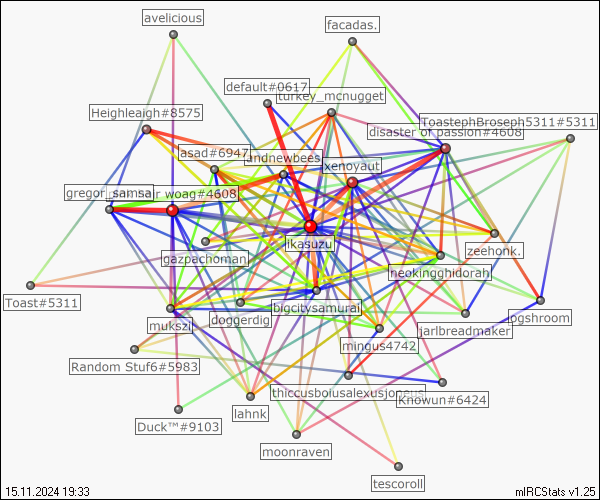 avelicious
facadas.
default#0617
turkey_mcnugget
Heighleaigh#8575
ToastephBroseph5311#5311
disaster of passion#4608
asad#6947
andnewbees
xenoyaut
gregor_samsa
r woag#4608
ikasuzu
gazpachoman
zeehonk.
heokingghidorah
Toast#5311
mukszi
doggerdig
bigcitysamurai
jarlbreadmaker
pgshroom
mingus4742
Random Stuf6#5983
thiccusboiusalexusjo
Knowun#6424
lahnk
Duck™#9103
moonraven
tescoroll
15.11.2024 19:33
mIRCStats v1.25